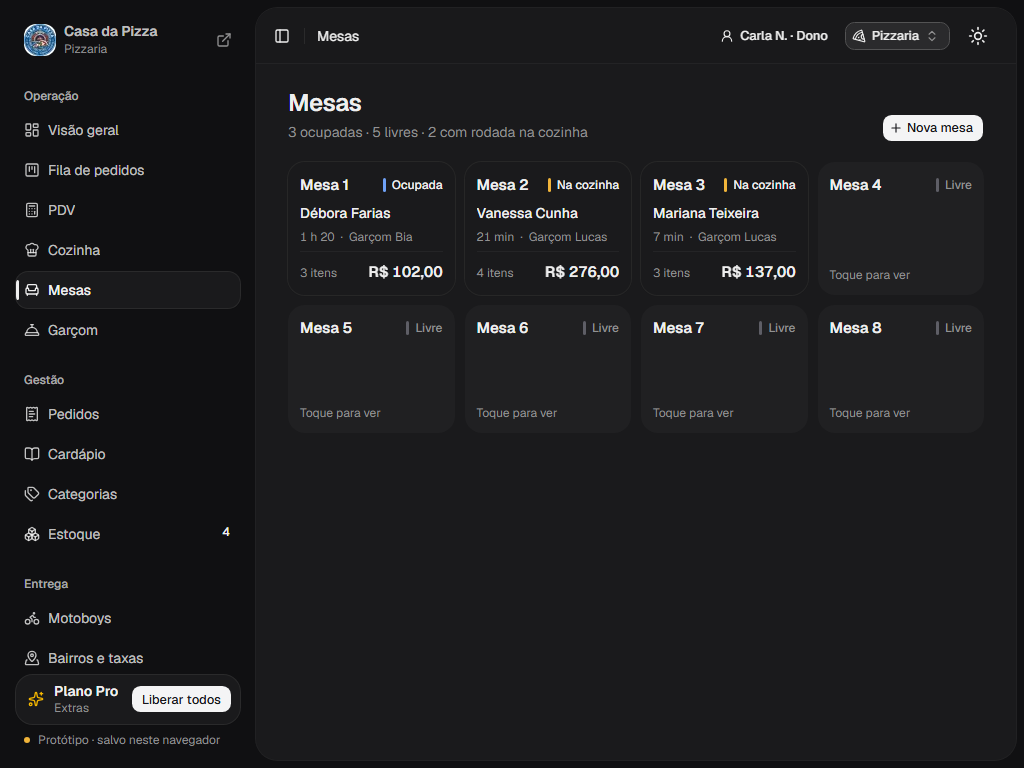 Casa da Pizza
Pizzaria
Operação
Visão geral
Fila de pedidos
PDV
Cozinha
Mesas
Garçom
Gestão
Pedidos
Cardápio
Categorias
Estoque 4
Entrega
Motoboys
Bairros e taxas
Plano Pro
Extras
Liberar todos
Protótipo · salvo neste navegador
Mesas
Carla N. · Dono
Pizzaria
Mesas
3 ocupadas · 5 livres · 2 com rodada na cozinha
Nova mesa
Mesa 1 Ocupada
Débora Farias
1 h 20 · Garçom Bia
3 itens R$ 102,00
Mesa 2 Na cozinha
Vanessa Cunha
21 min · Garçom Lucas
4 itens R$ 276,00
Mesa 3 Na cozinha
Mariana Teixeira
7 min · Garçom Lucas
3 itens R$ 137,00
Mesa 4 Livre
Toque para ver
Mesa 5 Livre
Toque para ver
Mesa 6 Livre
Toque para ver
Mesa 7 Livre
Toque para ver
Mesa 8 Livre
Toque para ver